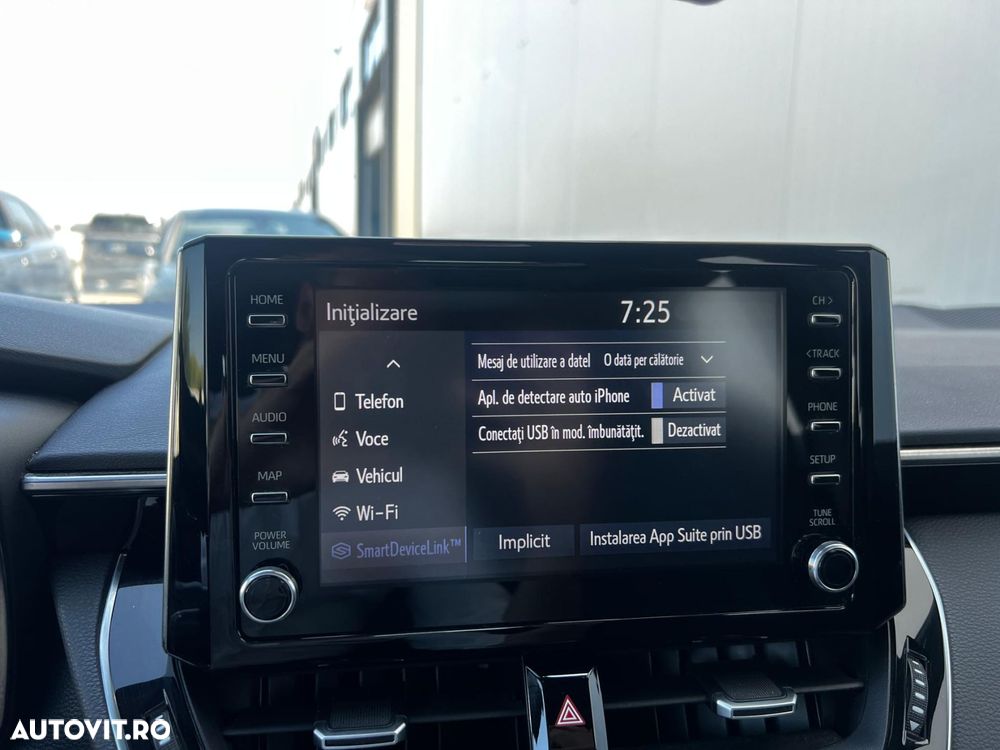 HOME
MENU
AUDIO
MAP
POWER
VOLUME
Iniţializare
7:25
Telefon
Voce
Vehicul
Wi-Fi
SmartDeviceLink™
Mesaj de utilizare a datel O dată per călătorie
Apl. de detectare auto iPhone Activat
Conectaţi USB în mod. îmbunătăţit. Dezactivat
Implicit
Instalarea App Suite prin USB
CH >
< TRACK
PHONE
SETUP
TUNE
SCROLL
AUTOVIT.RO